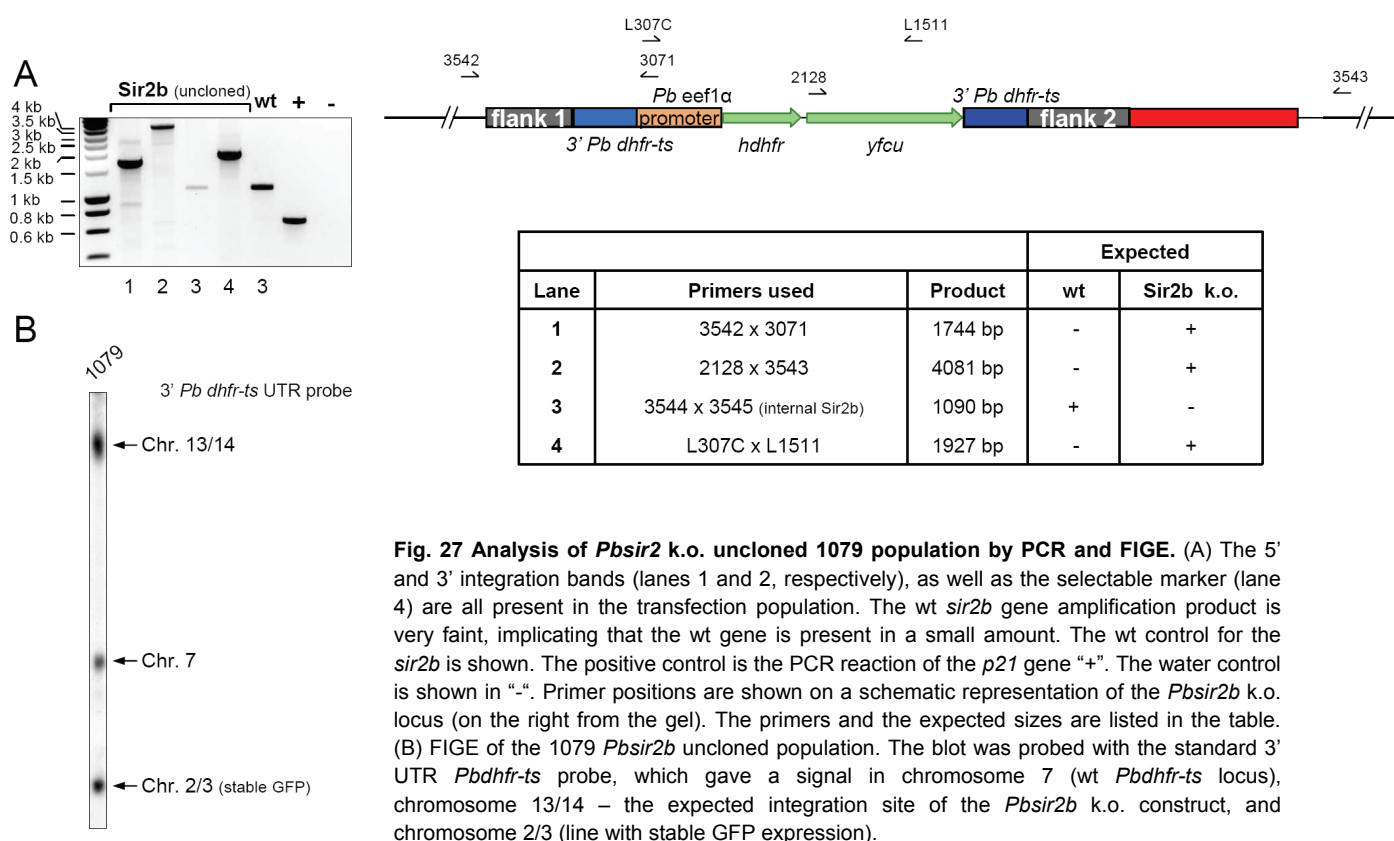 A
Sir2b (uncloned) wt + -
4 kb
3.5 kb
3 kb
2.5 kb
2 kb
1.5 kb
1 kb
0.8 kb
0.6 kb
1 2 3 4 3
L307C
L1511
3542
3071
2128
3543
Pb eef1α
3' Pb dhfr-ts
flank 1
promoter
flank 2
3' Pb dhfr-ts
hdhfr
yfcu
Expected
Lane Primers used Product wt Sir2b k.o.
1 3542 x 3071 1744 bp - +
2 2128 x 3543 4081 bp - +
3 3544 x 3545 (internal Sir2b) 1090 bp + -
4 L307C x L1511 1927 bp - +
B
1079
3' Pb dhfr-ts UTR probe
Chr. 13/14
Chr. 7
Chr. 2/3 (stable GFP)
Fig. 27 Analysis of Pbsir2 k.o. uncloned 1079 population by PCR and FIGE. (A) The 5'
and 3' integration bands (lanes 1 and 2, respectively), as well as the selectable marker (lane
4) are all present in the transfection population. The wt sir2b gene amplification product is
very faint, implicating that the wt gene is present in a small amount. The wt control for the
sir2b is shown. The positive control is the PCR reaction of the p21 gene “+”. The water control
is shown in “-“. Primer positions are shown on a schematic representation of the Pbsir2b k.o.
locus (on the right from the gel). The primers and the expected sizes are listed in the table.
(B) FIGE of the 1079 Pbsir2b uncloned population. The blot was probed with the standard 3'
UTR Pbdhfr-ts probe, which gave a signal in chromosome 7 (wt Pbdhfr-ts locus),
chromosome 13/14 – the expected integration site of the Pbsir2b k.o. construct, and
chromosome 2/3 (line with stable GFP expression).